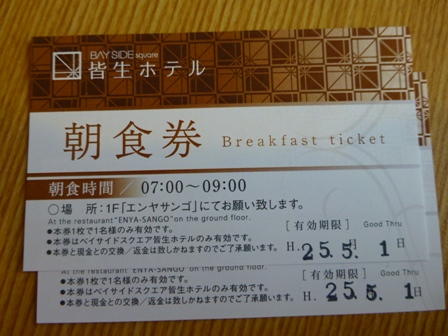 BAY SIDE square
皆生ホテル
朝食券 Breakfast ticket
朝食時間 / 07:00〜09:00
○場 所:1F「エンヤサンゴ」にてお願い致します。
At the restaurant "ENYA-SANGO" on the ground floor.
●本券1枚で1名様のみ有効です。
●本券はベイサイドスクエア皆生ホテルのみ有効です。
●本券と現金との交換/返金は致しかねますのでご了承願います。
[有効期限] Good Thru
H. 25.5. 1日
At the restaurant "ENYA-SANGO" on the ground floor.
●本券1枚で1名様のみ有効です。
●本券はベイサイドスクエア皆生ホテルのみ有効です。
●本券と現金との交換/返金は致しかねますのでご了承願います。
[有効期限] Good Thru
H. 25.5. 1日